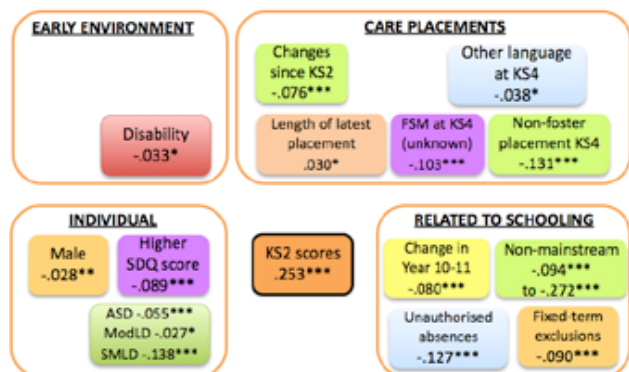 EARLY ENVIRONMENT
Disability
-.033*
CARE PLACEMENTS
Changes
since KS2
-.076***
Other language
at KS4
-.038*
Length of latest
placement
.030*
FSM at KS4
(unknown)
-.103***
Non-foster
placement KS4
-.131***
INDIVIDUAL
Male
-.028**
Higher
SDQ score
-.089***
ASD -.055***
ModLD -.027*
SMLD -.138***
KS2 scores
.253***
RELATED TO SCHOOLING
Change in
Year 10-11
-.080***
Non-mainstream
-.094***
to -.272***
Unauthorised
absences
-.127***
Fixed-term
exclusions
-.090***